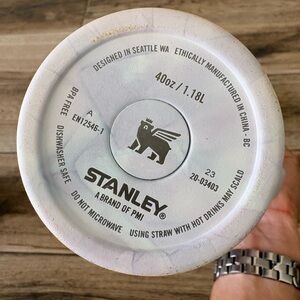 DESIGNED IN SEATTLE WA
ETHICALLY MANUFACTURED IN CHINA - BC
40oz / 1.18L
BPA FREE
DISHWASHER SAFE
A
EN12546-1
23
20-03403
STANLEY®
A BRAND OF PMI
DO NOT MICROWAVE
USING STRAW WITH HOT DRINKS MAY SCALD